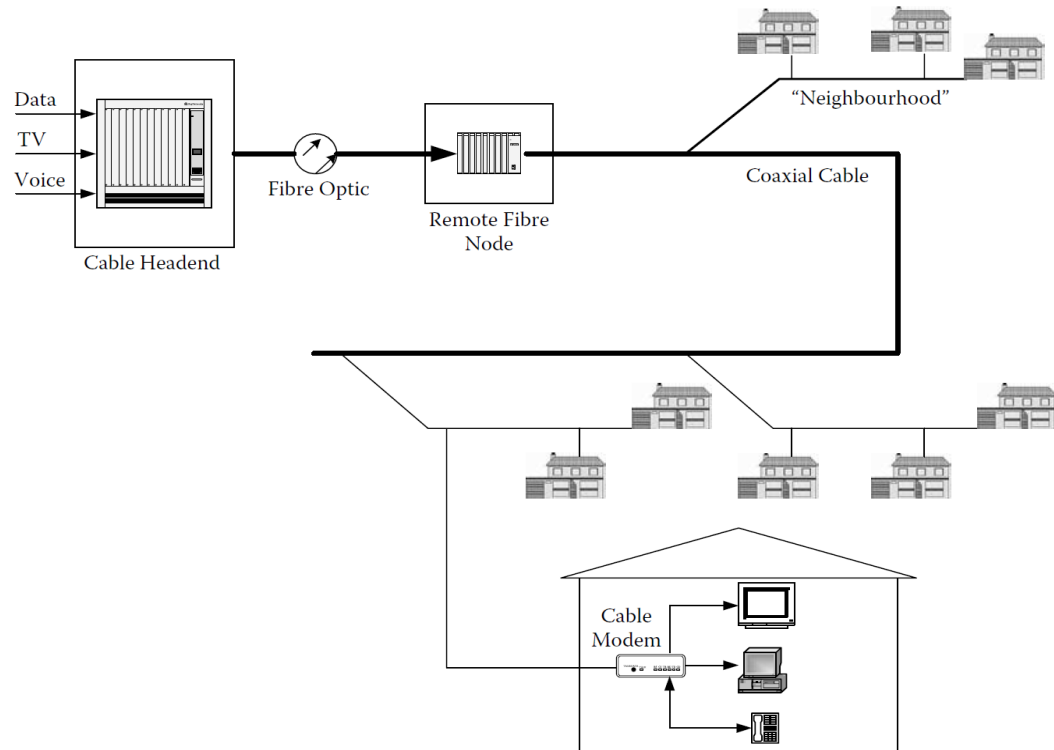 Data
TV
Voice
Cable Headend
Fibre Optic
Remote Fibre
Node
"Neighbourhood"
Coaxial Cable
Cable
Modem